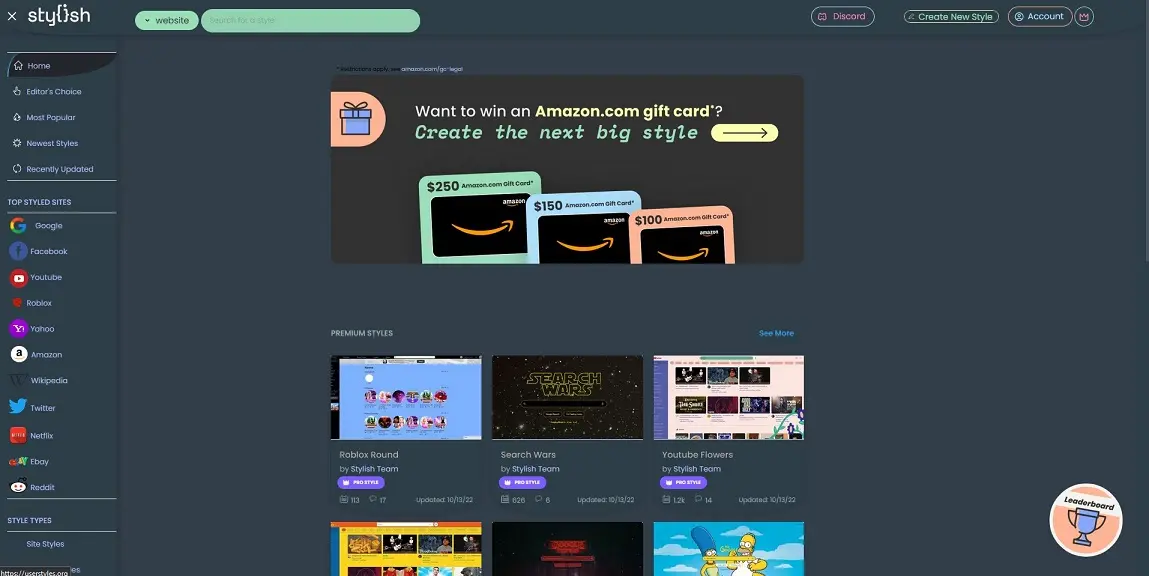 stylish
website
Search for a style
Discord
Create New Style
Account
Home
Editor's Choice
Most Popular
Newest Styles
Recently Updated
TOP STYLED SITES
Google
Facebook
Youtube
Roblox
Yahoo
Amazon
Wikipedia
Twitter
Netflix
Ebay
Reddit
STYLE TYPES
Site Styles
https://userstyles.org
*Restrictions apply, see amazon.com/gc-legal
Want to win an Amazon.com gift card*?
Create the next big style
$250 Amazon.com Gift Card*
amazon
$150 Amazon.com Gift Card*
amazon
$100 Amazon.com Gift Card*
amazon
PREMIUM STYLES
See More
SEARCH
WARS
Roblox Round
by Stylish Team
PRO STYLE
113 17 Updated: 10/13/22
Search Wars
by Stylish Team
PRO STYLE
626 6 Updated: 10/13/22
Youtube Flowers
by Stylish Team
PRO STYLE
1.2k 14 Updated: 10/13/22
Leaderboard